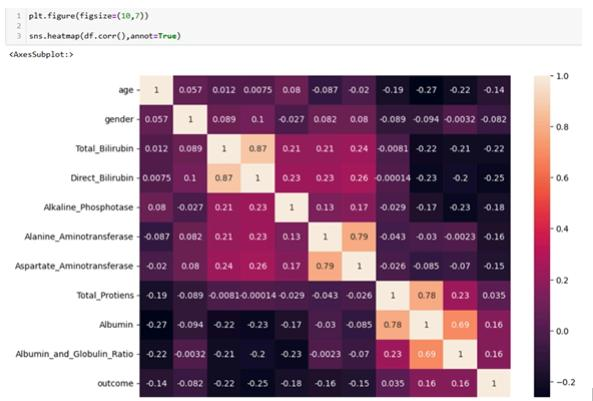 1 plt.figure(figsize=(10,7))
2
3 sns.heatmap(df.corr(),annot=True)
<AxesSubplot:>
age 1 0.057 0.012 0.0075 0.08 -0.087 -0.02 -0.19 -0.27 -0.22 -0.14
gender 0.057 1 0.089 0.1 -0.027 0.082 0.08 -0.089 -0.094 -0.0032 -0.082
Total_Bilirubin 0.012 0.089 1 0.87 0.21 0.21 0.24 -0.0081 -0.22 -0.21 -0.22
Direct_Bilirubin 0.0075 0.1 0.87 1 0.23 0.23 0.26 -0.00014 -0.23 -0.2 -0.25
Alkaline_Phosphotase 0.08 -0.027 0.21 0.23 1 0.13 0.17 -0.029 -0.17 -0.23 -0.18
Alanine_Aminotransferase -0.087 0.082 0.21 0.23 0.13 1 0.79 -0.043 -0.03 -0.0023 -0.16
Aspartate_Aminotransferase -0.02 0.08 0.24 0.26 0.17 0.79 1 -0.026 -0.085 -0.07 -0.15
Total_Protiens -0.19 -0.089 -0.0081 -0.00014 -0.029 -0.043 -0.026 1 0.78 0.23 0.035
Albumin -0.27 -0.094 -0.22 -0.23 -0.17 -0.03 -0.085 0.78 1 0.69 0.16
Albumin_and_Globulin_Ratio -0.22 -0.0032 -0.21 -0.2 -0.23 -0.0023 -0.07 0.23 0.69 1 0.16
outcome -0.14 -0.082 -0.22 -0.25 -0.18 -0.16 -0.15 0.035 0.16 0.16 1
1.0
0.8
0.6
0.4
0.2
0.0
-0.2